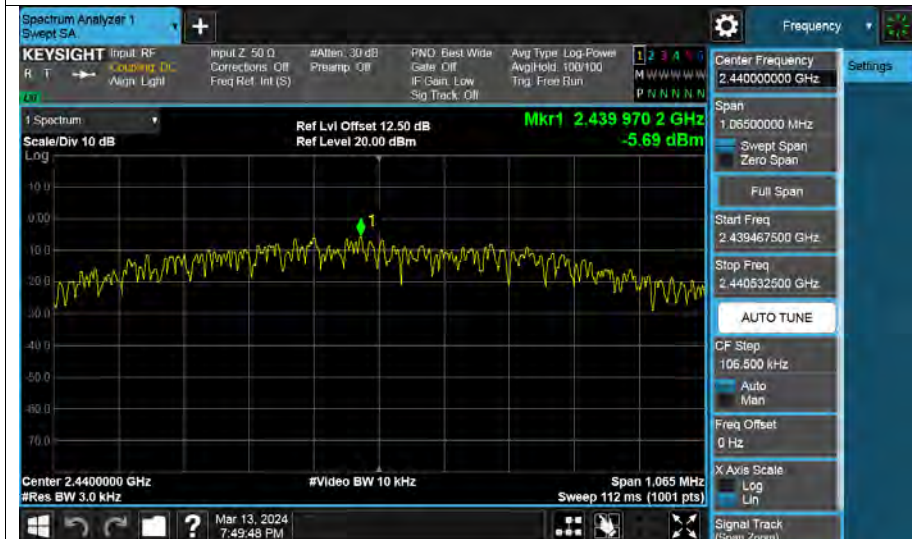 Spectrum Analyzer 1
Swept SA
+
Frequency
KEYSIGHT
R T
Input: RF
Coupling: DC
Align: Light
Input Z: 50 Ω
Corrections: Off
Freq Ref: Int (S)
#Atten: 30 dB
Preamp: Off
PNO: Best Wide
Gate: Off
IF Gain: Low
Sig Track: Off
Avg Type: Log-Power
Avg|Hold: 100/100
Trig: Free Run
1 2 3 4 5 6
M W W W W W
P N N N N N
1 Spectrum
Scale/Div 10 dB
Log
Ref Lvl Offset 12.50 dB
Ref Level 20.00 dBm
Mkr1 2.439 970 2 GHz
-5.69 dBm
10.0
0.00
-10.0
-20.0
-30.0
-40.0
-50.0
-60.0
-70.0
1
Center 2.4400000 GHz
#Res BW 3.0 kHz
#Video BW 10 kHz
Span 1.065 MHz
Sweep 112 ms (1001 pts)
?
Mar 13, 2024
7:49:48 PM
Center Frequency
2.440000000 GHz
Settings
Span
1.06500000 MHz
Swept Span
Zero Span
Full Span
Start Freq
2.439467500 GHz
Stop Freq
2.440532500 GHz
AUTO TUNE
CF Step
106.500 kHz
Auto
Man
Freq Offset
0 Hz
X Axis Scale
Log
Lin
Signal Track
(Span Zoom)